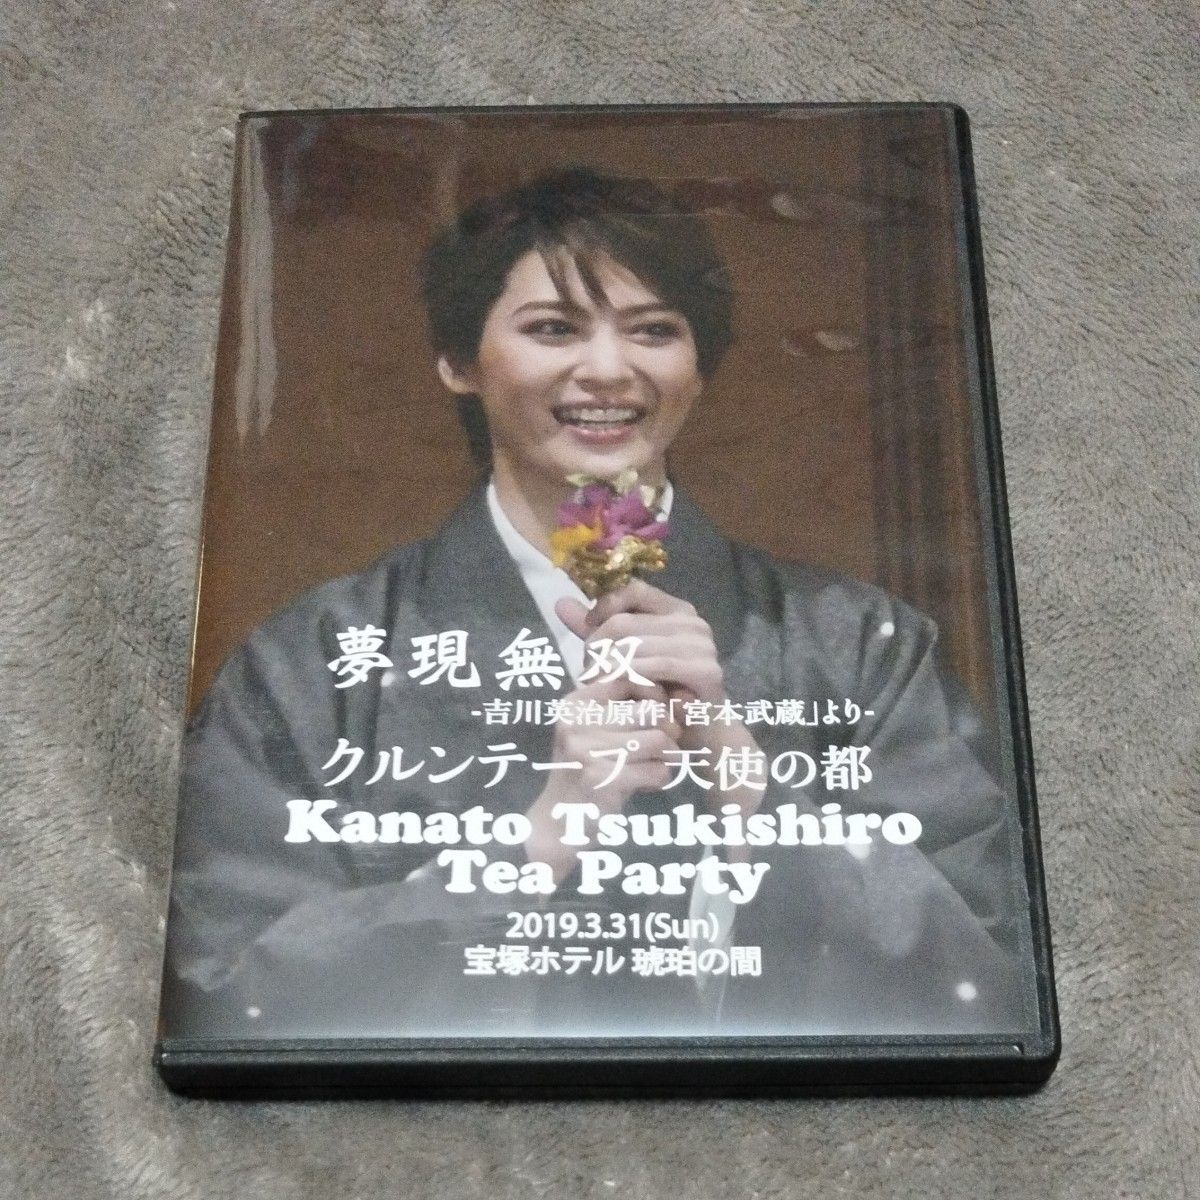 夢現無双
-吉川英治原作「宮本武蔵」より-
クルンテープ 天使の都
Kanato Tsukishiro
Tea Party
2019.3.31(Sun)
宝塚ホテル 琥珀の間